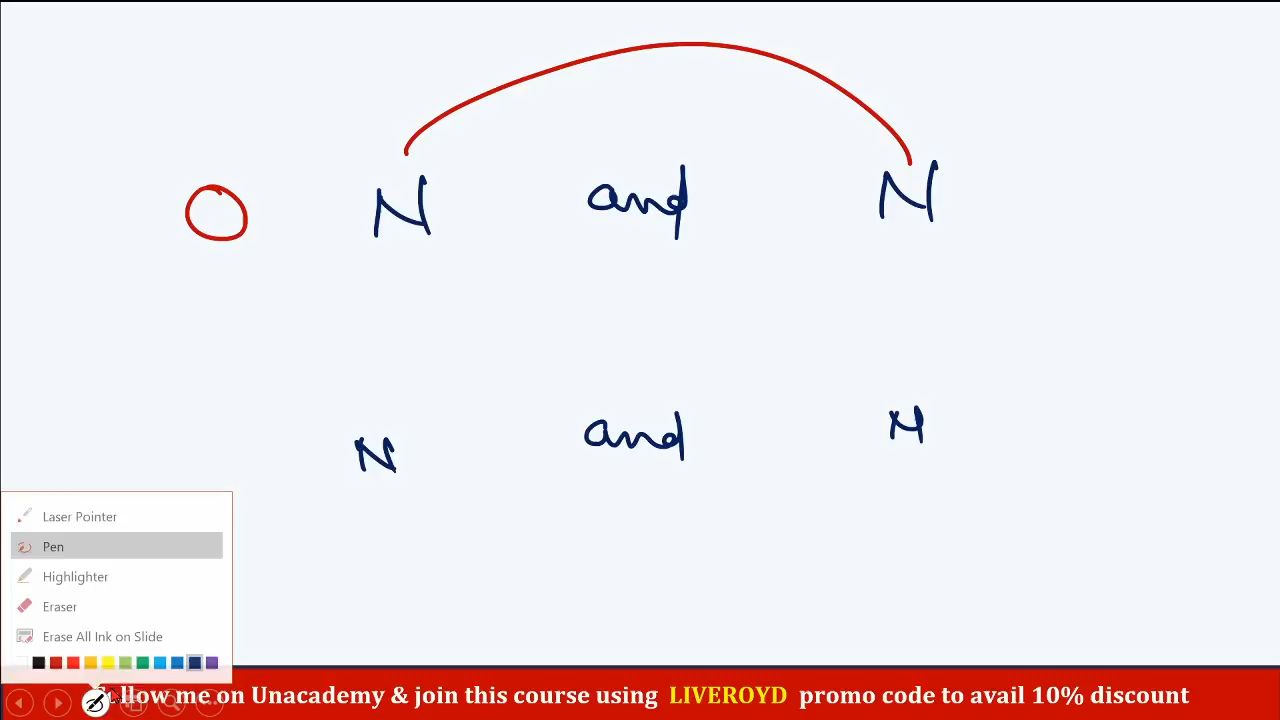 O N and N
N and N
Laser Pointer
Pen
Highlighter
Eraser
Erase All Ink on Slide
llow me on Unacademy & join this course using LIVEROYD promo code to avail 10% discount